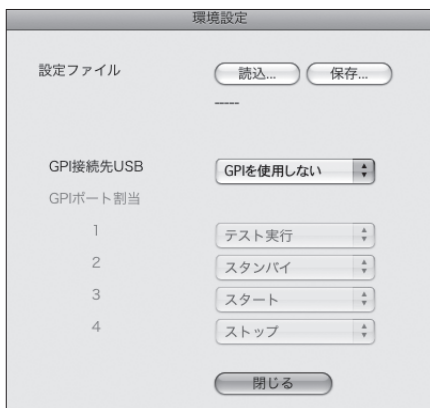 環境設定
設定ファイル 読込... 保存...
-----
GPI接続先USB GPIを使用しない
GPIポート割当
1 テスト実行
2 スタンバイ
3 スタート
4 ストップ
閉じる